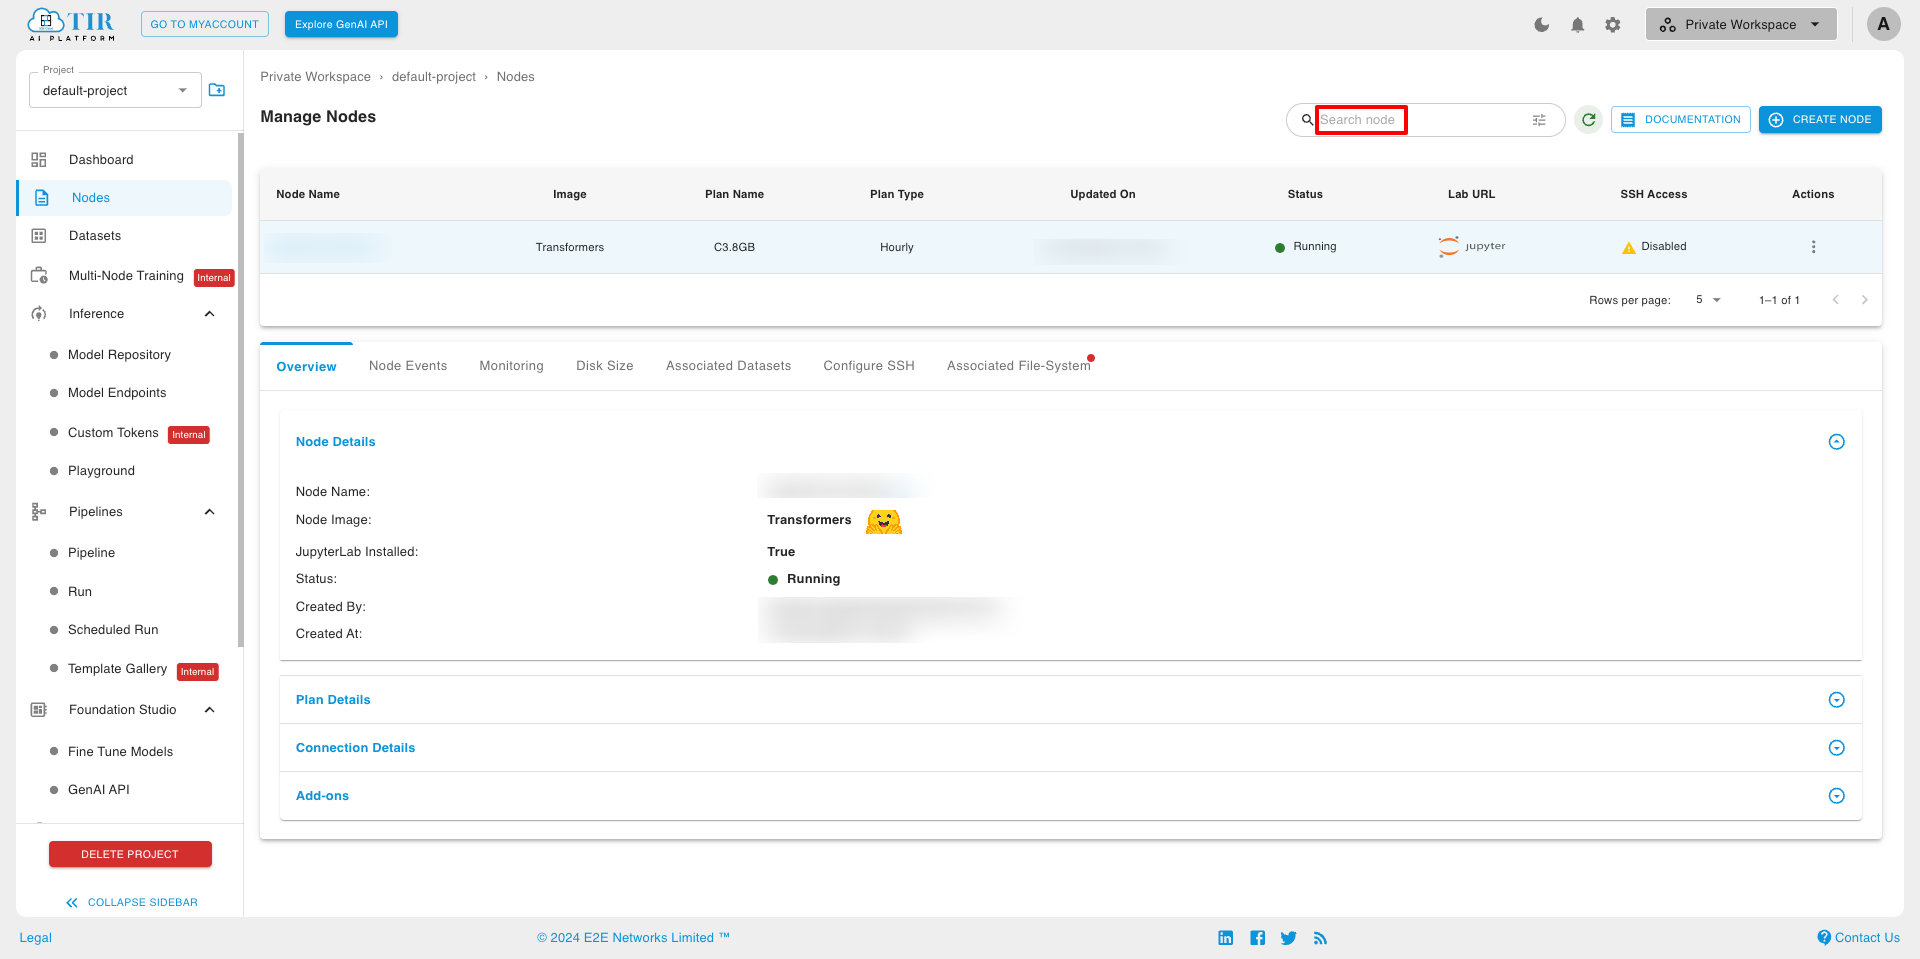 TIR
AI PLATFORM
GO TO MYACCOUNT
Explore GenAI API
Private Workspace
A
Project
default-project
Dashboard
Nodes
Datasets
Multi-Node Training Internal
Inference
Model Repository
Model Endpoints
Custom Tokens Internal
Playground
Pipelines
Pipeline
Run
Scheduled Run
Template Gallery Internal
Foundation Studio
Fine Tune Models
GenAI API
DELETE PROJECT
COLLAPSE SIDEBAR
Private Workspace › default-project › Nodes
Manage Nodes
Search node
DOCUMENTATION
CREATE NODE
Node Name Image Plan Name Plan Type Updated On Status Lab URL SSH Access Actions
Transformers C3.8GB Hourly Running jupyter Disabled
Rows per page: 5 1–1 of 1
Overview Node Events Monitoring Disk Size Associated Datasets Configure SSH Associated File-System
Node Details
Node Name:
Node Image: Transformers
JupyterLab Installed: True
Status: Running
Created By:
Created At:
Plan Details
Connection Details
Add-ons
Legal
© 2024 E2E Networks Limited ™
Contact Us